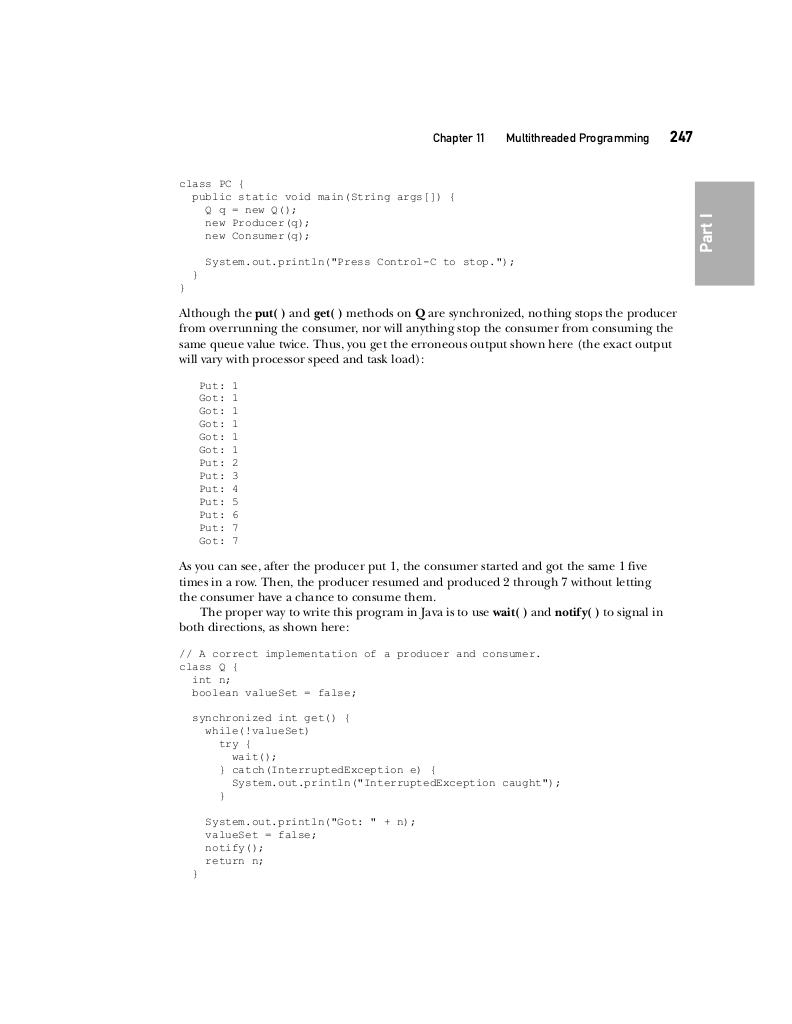 Chapter 11 Multithreaded Programming 247
Part I
class PC {
  public static void main(String args[]) {
    Q q = new Q();
    new Producer(q);
    new Consumer(q);

    System.out.println("Press Control-C to stop.");
  }
}
Although the put( ) and get( ) methods on Q are synchronized, nothing stops the producer
from overrunning the consumer, nor will anything stop the consumer from consuming the
same queue value twice. Thus, you get the erroneous output shown here (the exact output
will vary with processor speed and task load):
Put: 1
Got: 1
Got: 1
Got: 1
Got: 1
Got: 1
Put: 2
Put: 3
Put: 4
Put: 5
Put: 6
Put: 7
Got: 7
As you can see, after the producer put 1, the consumer started and got the same 1 five
times in a row. Then, the producer resumed and produced 2 through 7 without letting
the consumer have a chance to consume them.
The proper way to write this program in Java is to use wait( ) and notify( ) to signal in
both directions, as shown here:
// A correct implementation of a producer and consumer.
class Q {
  int n;
  boolean valueSet = false;

  synchronized int get() {
    while(!valueSet)
      try {
        wait();
      } catch(InterruptedException e) {
        System.out.println("InterruptedException caught");
      }

    System.out.println("Got: " + n);
    valueSet = false;
    notify();
    return n;
  }